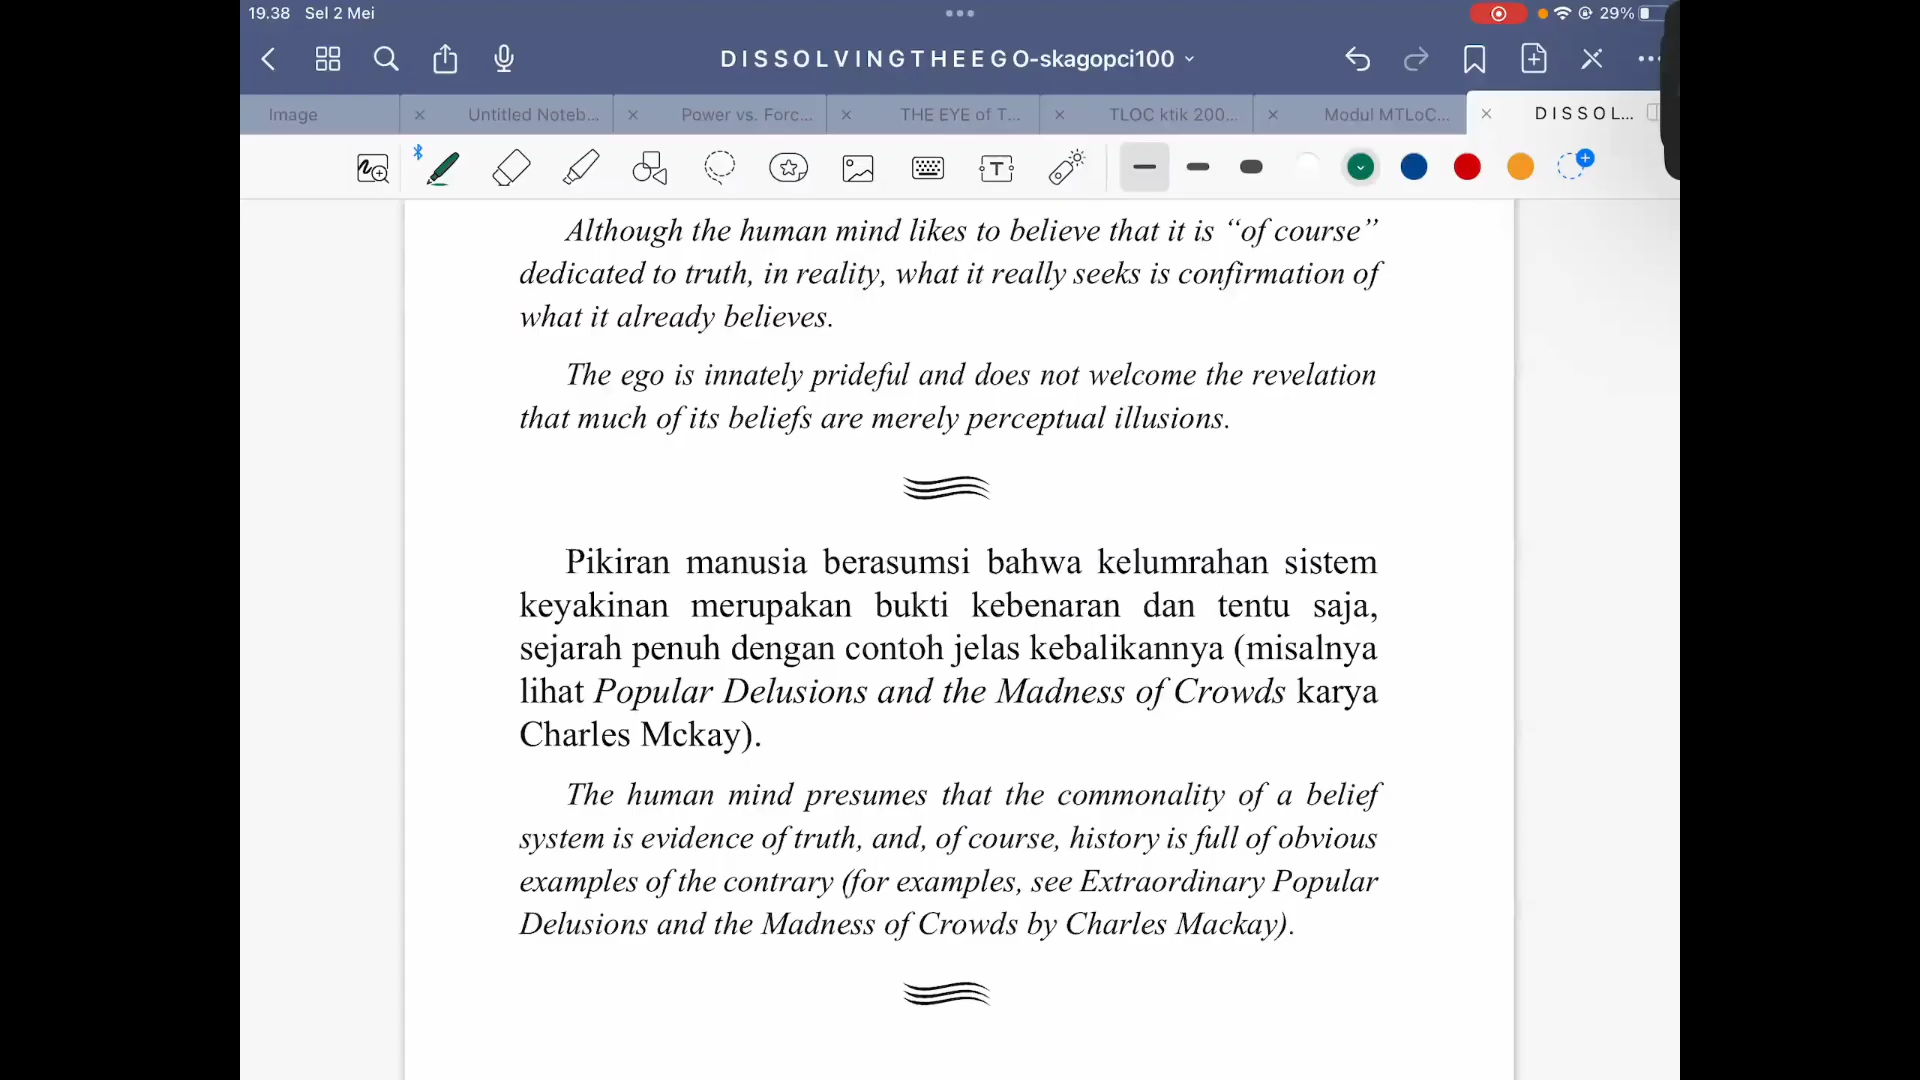 19.38 Sel 2 Mei
29%
D I S S O L V I N G T H E E G O-skagopci100
Image
Untitled Noteb...
Power vs. Forc...
THE EYE of T...
TLOC ktik 200...
Modul MTLoC...
D I S S O L...
Although the human mind likes to believe that it is “of course”
dedicated to truth, in reality, what it really seeks is confirmation of
what it already believes.
The ego is innately prideful and does not welcome the revelation
that much of its beliefs are merely perceptual illusions.
Pikiran manusia berasumsi bahwa kelumrahan sistem
keyakinan merupakan bukti kebenaran dan tentu saja,
sejarah penuh dengan contoh jelas kebalikannya (misalnya
lihat Popular Delusions and the Madness of Crowds karya
Charles Mckay).
The human mind presumes that the commonality of a belief
system is evidence of truth, and, of course, history is full of obvious
examples of the contrary (for examples, see Extraordinary Popular
Delusions and the Madness of Crowds by Charles Mackay).